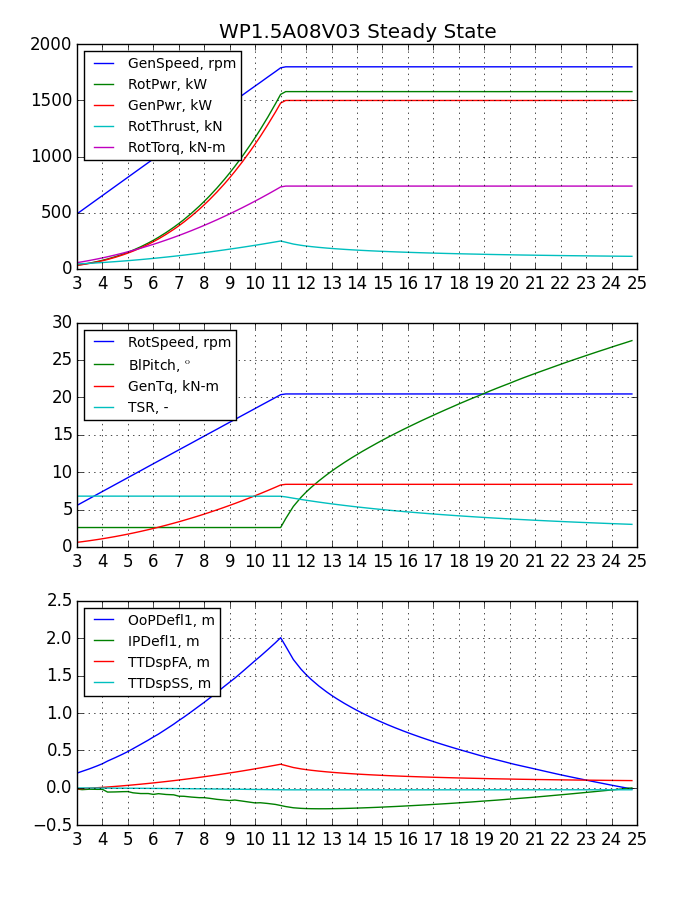 WP1.5A08V03 Steady State
2000
1500
1000
500
0
GenSpeed, rpm
RotPwr, kW
GenPwr, kW
RotThrust, kN
RotTorq, kN-m
3 4 5 6 7 8 9 10 11 12 13 14 15 16 17 18 19 20 21 22 23 24 25
30
25
20
15
10
5
0
RotSpeed, rpm
BlPitch, °
GenTq, kN-m
TSR, -
3 4 5 6 7 8 9 10 11 12 13 14 15 16 17 18 19 20 21 22 23 24 25
2.5
2.0
1.5
1.0
0.5
0.0
−0.5
OoPDefl1, m
IPDefl1, m
TTDspFA, m
TTDspSS, m
3 4 5 6 7 8 9 10 11 12 13 14 15 16 17 18 19 20 21 22 23 24 25